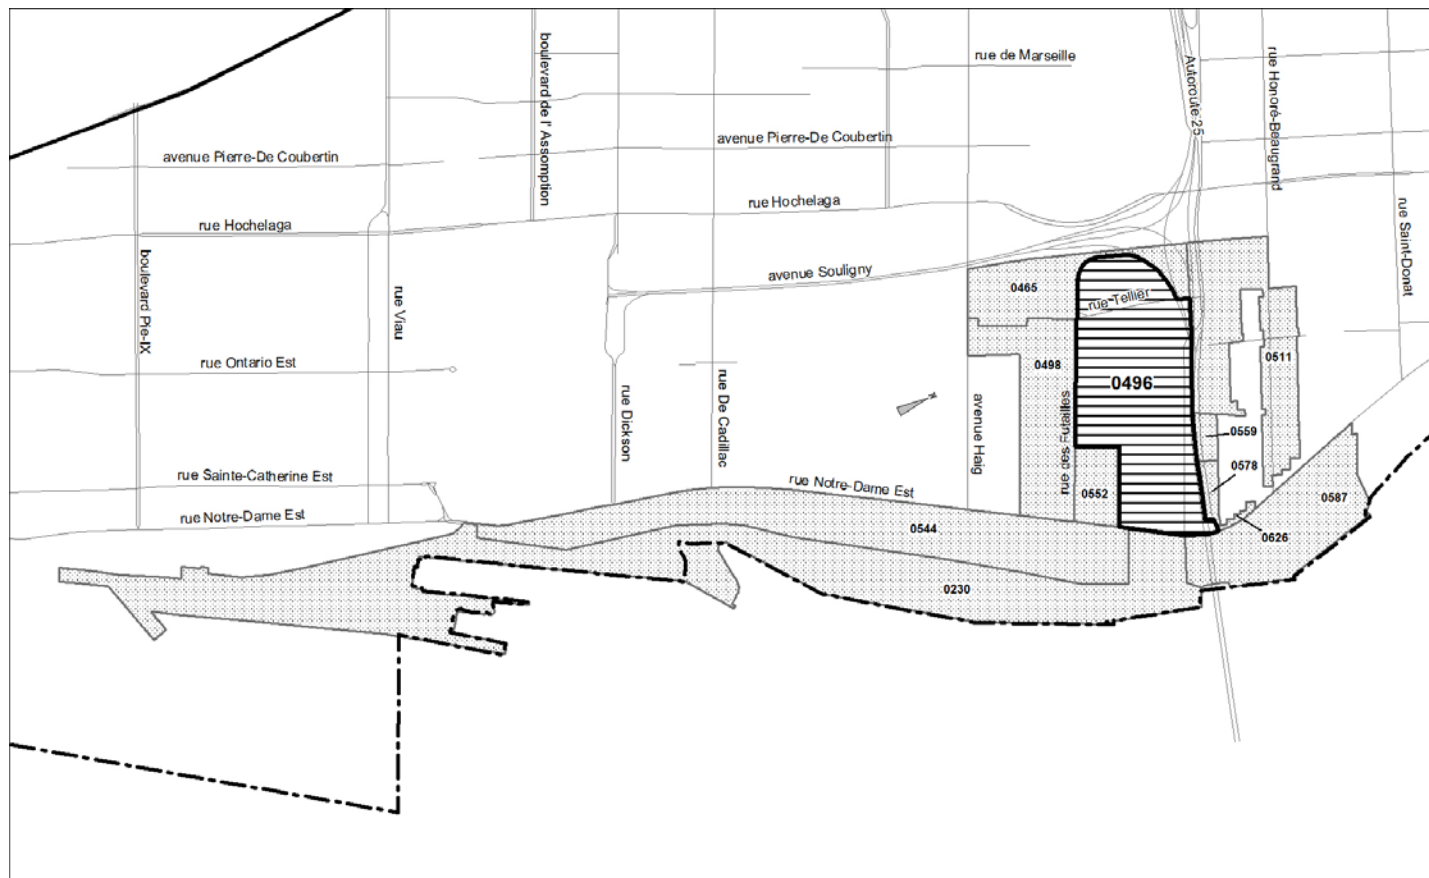 rue de Marseille
boulevard de l' Assomption
Autoroute 25
rue Honoré-Beaugrand
avenue Pierre-De Coubertin
avenue Pierre-De Coubertin
rue Hochelaga
rue Hochelaga
rue Saint-Donat
boulevard Pie-IX
rue Viau
avenue Souligny
0465
rue Tellier
rue Ontario Est
0498
0496
0511
rue Dickson
rue De Cadillac
avenue Haig
rue des Futailles
0559
0578
rue Sainte-Catherine Est
rue Notre-Dame Est
0552
0587
rue Notre-Dame Est
0544
0626
0230